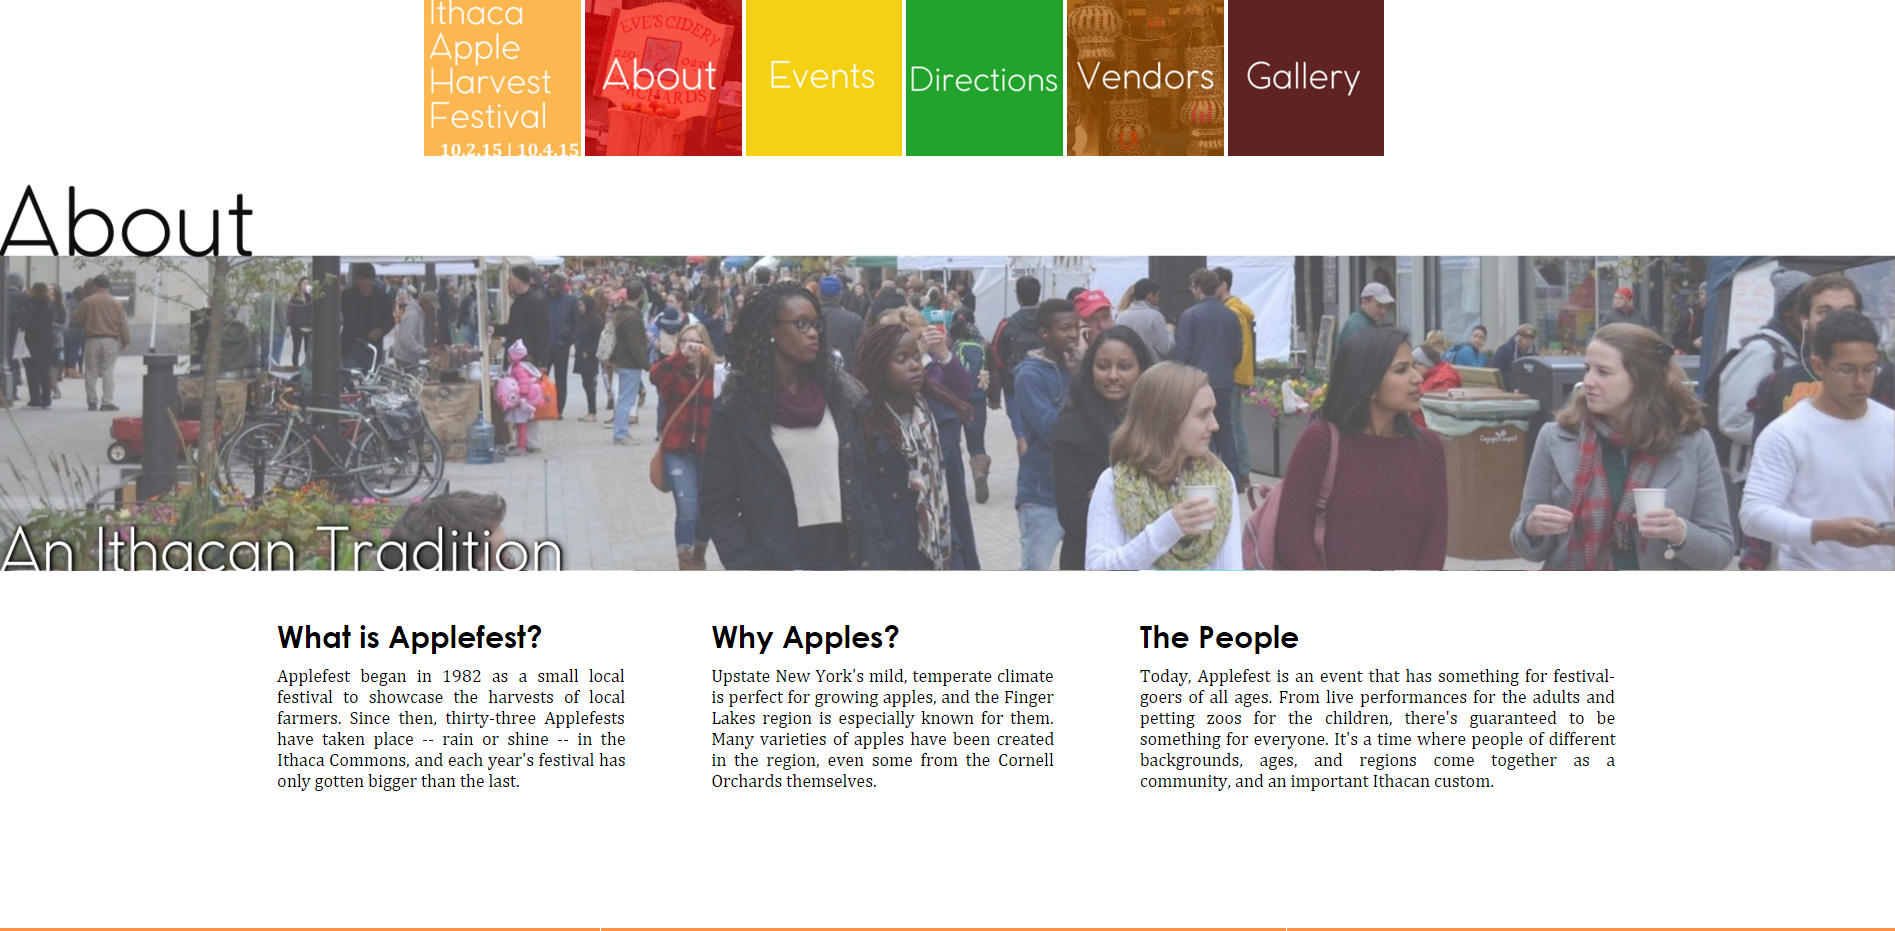 Ithaca
Apple
Harvest
Festival
10.2.15 | 10.4.15
EVE'S CIDERY
220-
0220
About
Events
Directions
Vendors
Gallery
About
An Ithacan Tradition
What is Applefest?
Applefest began in 1982 as a small local
festival to showcase the harvests of local
farmers. Since then, thirty-three Applefests
have taken place -- rain or shine -- in the
Ithaca Commons, and each year's festival has
only gotten bigger than the last.
Why Apples?
Upstate New York's mild, temperate climate
is perfect for growing apples, and the Finger
Lakes region is especially known for them.
Many varieties of apples have been created
in the region, even some from the Cornell
Orchards themselves.
The People
Today, Applefest is an event that has something for festival-
goers of all ages. From live performances for the adults and
petting zoos for the children, there's guaranteed to be
something for everyone. It's a time where people of different
backgrounds, ages, and regions come together as a
community, and an important Ithacan custom.